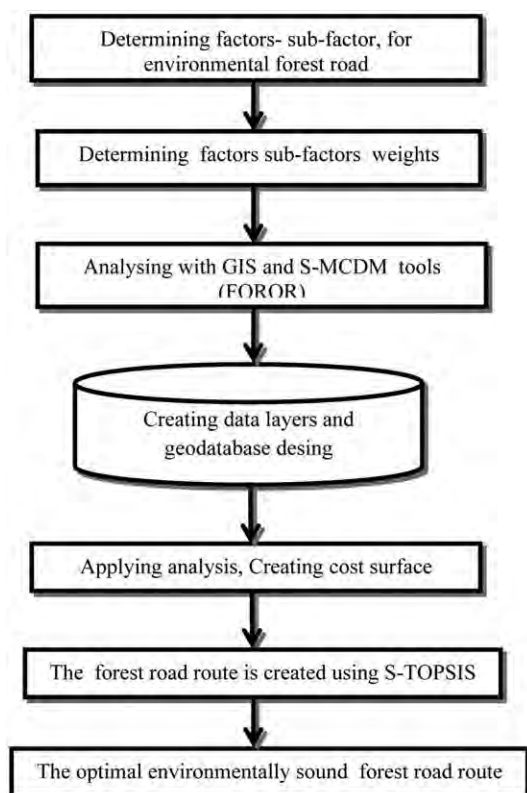 Determining factors- sub-factor, for
environmental forest road
Determining factors sub-factors weights
Analysing with GIS and S-MCDM tools
(FOROR)
Creating data layers and
geodatabase desing
Applying analysis, Creating cost surface
The forest road route is created using S-TOPSIS
The optimal environmentally sound forest road route